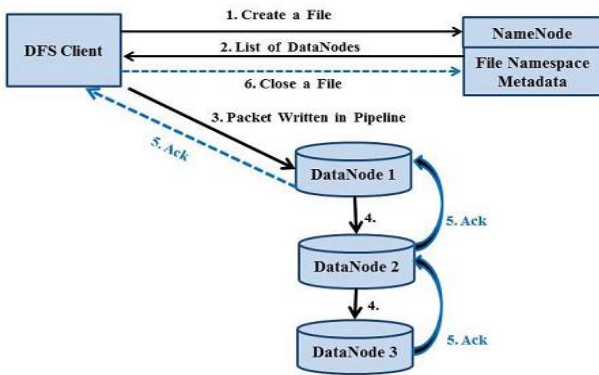 1. Create a File
NameNode
DFS Client
2. List of DataNodes
File Namespace
Metadata
6. Close a File
3. Packet Written in Pipeline
5. Ack
DataNode 1
4.
5. Ack
DataNode 2
4.
5. Ack
DataNode 3